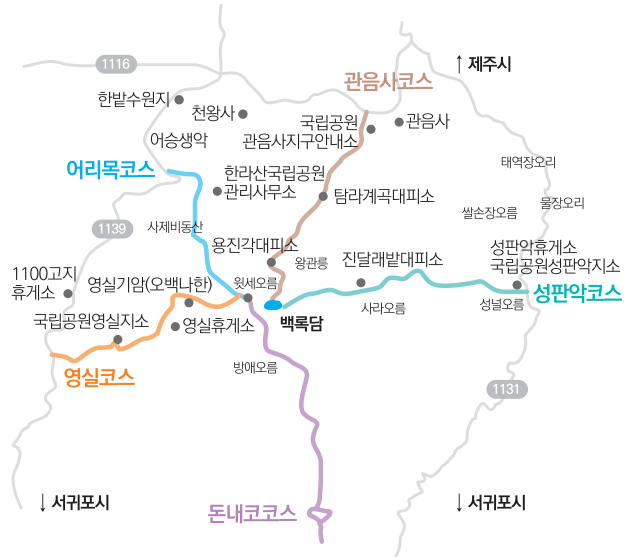 1116
↑ 제주시
관음사코스
한밭수원지
천왕사
국립공원
관음사지구안내소
관음사
어승생악
어리목코스
한라산국립공원
관리사무소
탐라계곡대피소
태역장오리
물장오리
쌀손장오름
1139
사제비동산
용진각대피소
왕관릉
진달래밭대피소
성판악휴게소
국립공원성판악지소
1100고지
휴게소
영실기암(오백나한)
윗세오름
성판악코스
국립공원영실지소
영실휴게소
백록담
사라오름
성널오름
영실코스
방애오름
1131
↓ 서귀포시
돈내코코스
↓ 서귀포시